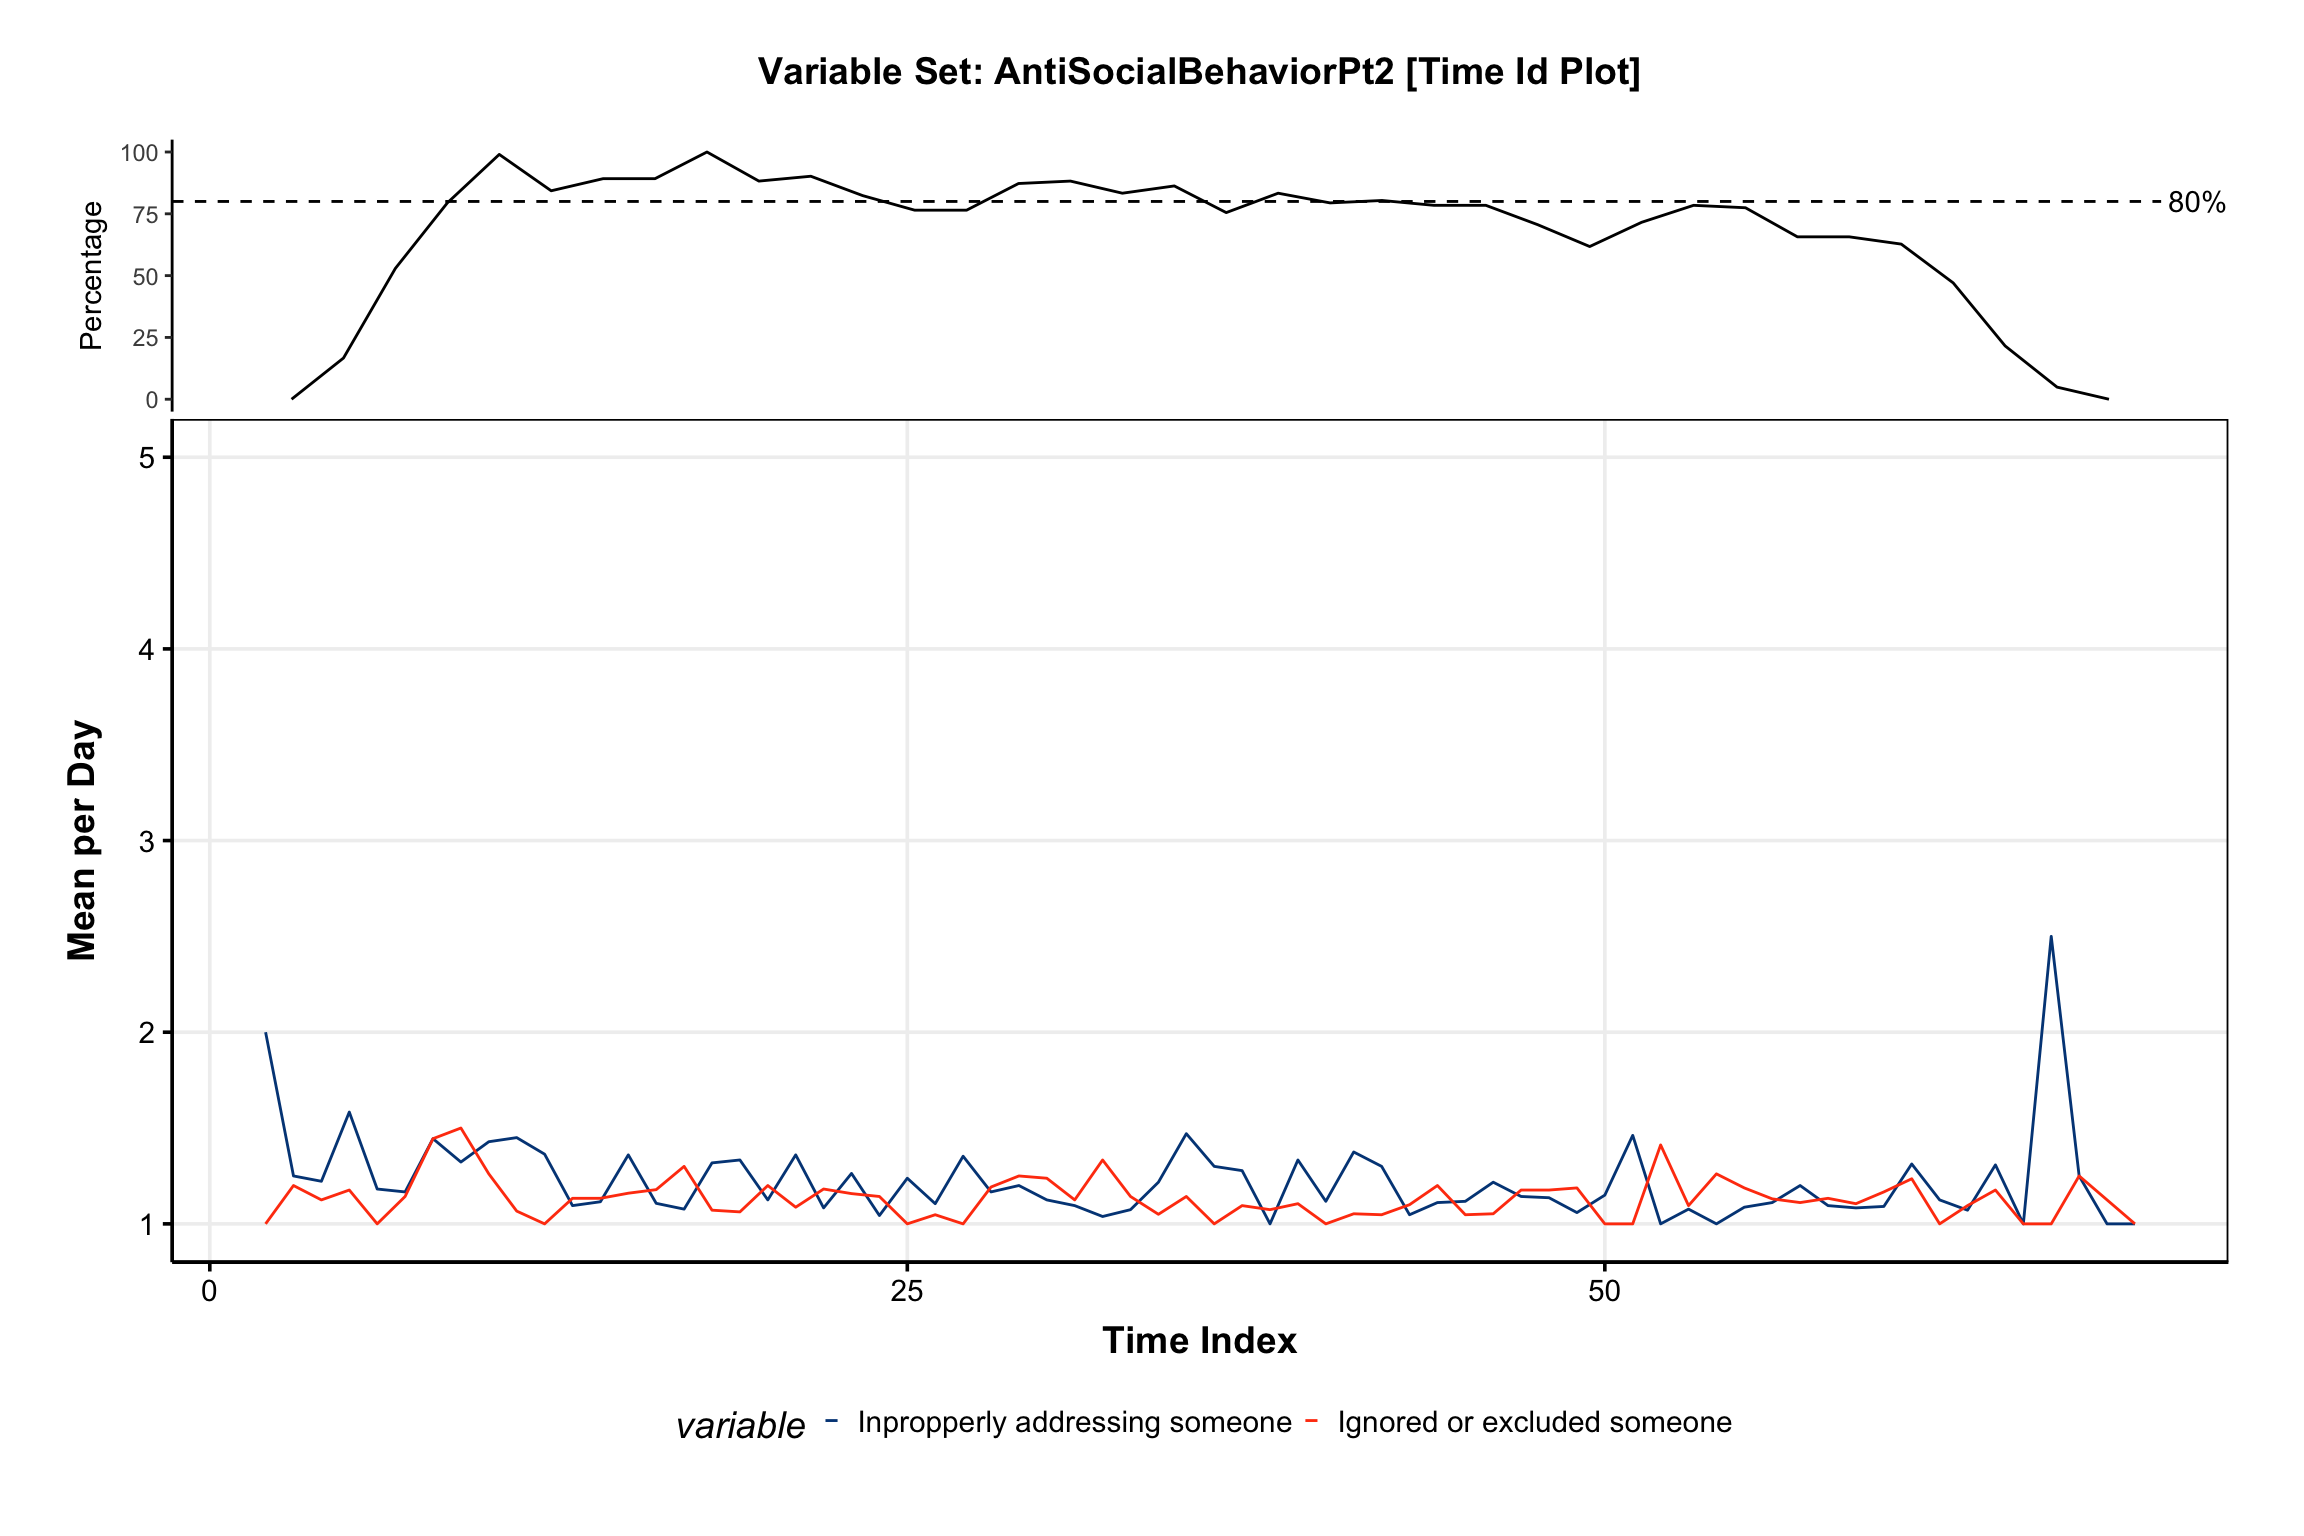 Variable Set: AntiSocialBehaviorPt2 [Time Id Plot]
100
75
50
25
0
Percentage
80%
5
4
3
2
1
Mean per Day
0
25
50
Time Index
variable
Inpropperly addressing someone
Ignored or excluded someone